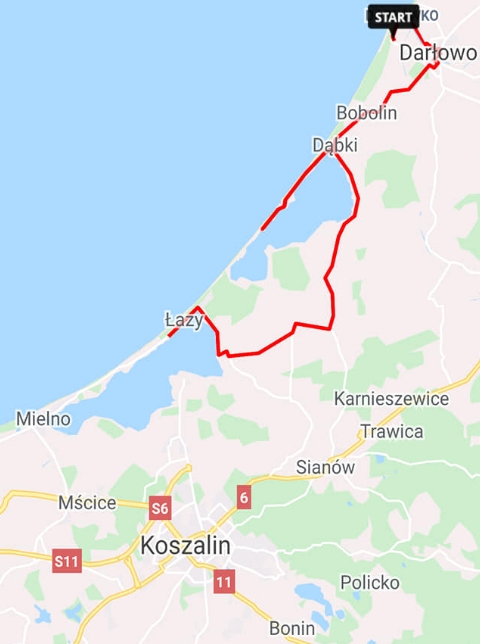 START
KO
Darłowo
Bobolin
Dąbki
Łazy
Karnieszewice
Mielno
Trawica
Sianów
6
Mścice
S6
Koszalin
S11
11
Policko
Bonin